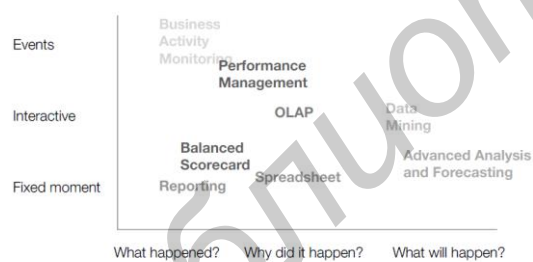 Events
Business
Activity
Monitoring
Performance
Management
Interactive
OLAP
Data
Mining
Balanced
Scorecard
Advanced Analysis
and Forecasting
Fixed moment
Reporting
Spreadsheet
What happened?
Why did it happen?
What will happen?